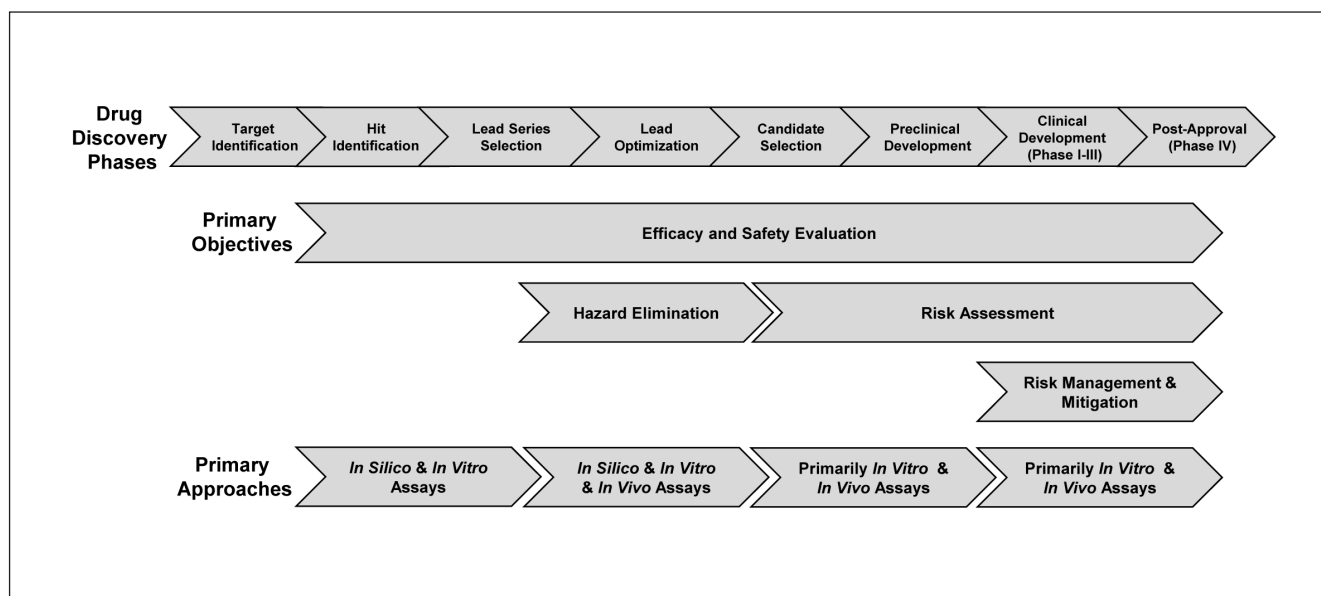 Drug
Discovery
Phases
Target
Identification
Hit
Identification
Lead Series
Selection
Lead
Optimization
Candidate
Selection
Preclinical
Development
Clinical
Development
(Phase I-III)
Post-Approval
(Phase IV)
Primary
Objectives
Efficacy and Safety Evaluation
Hazard Elimination
Risk Assessment
Risk Management &
Mitigation
Primary
Approaches
In Silico & In Vitro
Assays
In Silico & In Vitro
& In Vivo Assays
Primarily In Vitro &
In Vivo Assays
Primarily In Vitro &
In Vivo Assays